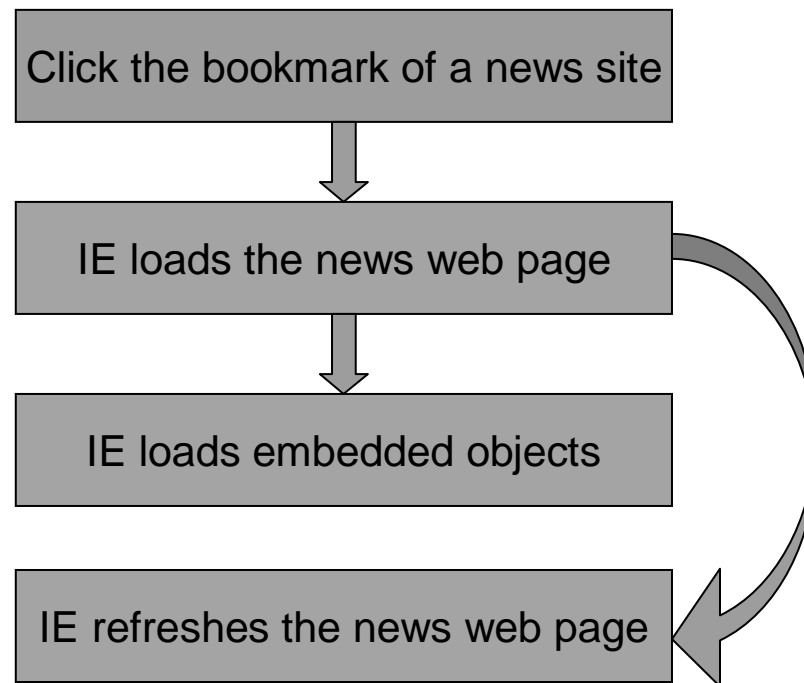 Click the bookmark of a news site
IE loads the news web page
IE loads embedded objects
IE refreshes the news web page